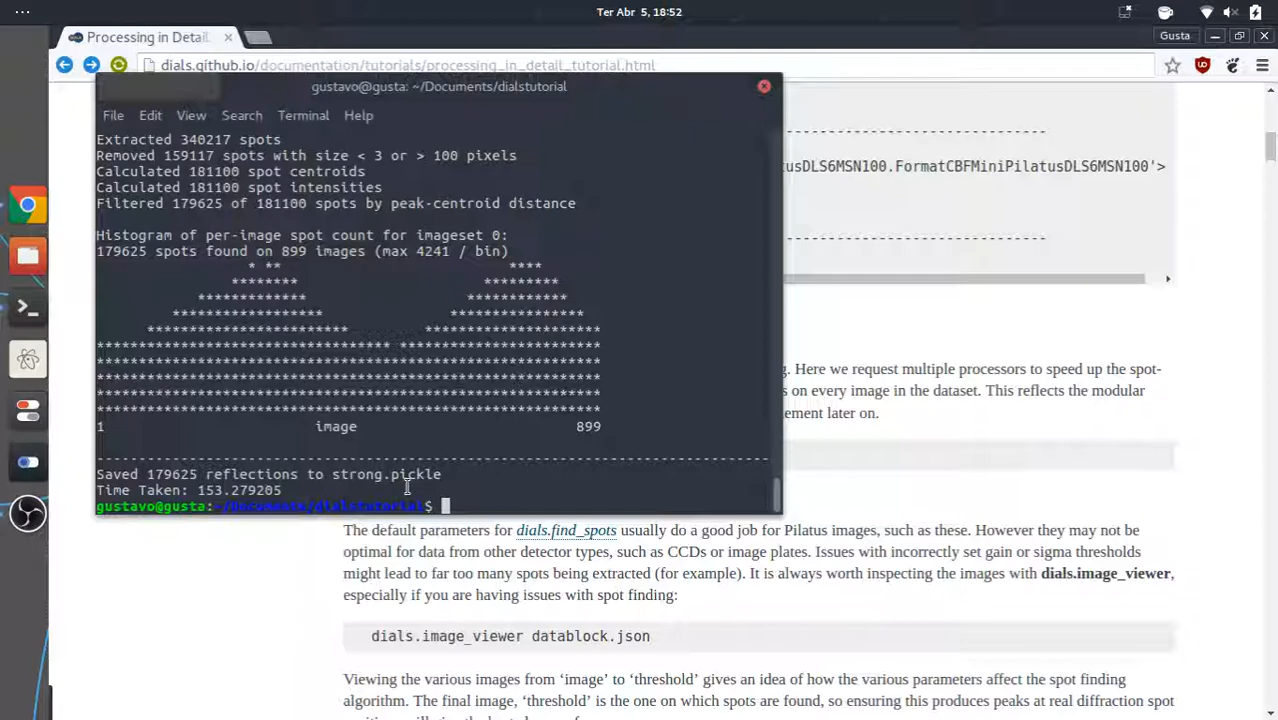 Ter Abr 5, 18:52
Processing in Detail
Gusta
dials.github.io/documentation/tutorials/processing_in_detail_tutorial.html
gustavo@gusta: ~/Documents/dialstutorial
File Edit View Search Terminal Help
Extracted 340217 spots
Removed 159117 spots with size < 3 or > 100 pixels
Calculated 181100 spot centroids
Calculated 181100 spot intensities
Filtered 179625 of 181100 spots by peak-centroid distance
Histogram of per-image spot count for imageset 0:
179625 spots found on 899 images (max 4241 / bin)
1 image 899
Saved 179625 reflections to strong.pickle
Time Taken: 153.279205
gustavo@gusta:~/Documents/dialstutorial$
usDLS6MSN100.FormatCBFMiniPilatusDLS6MSN100'>
g. Here we request multiple processors to speed up the spot-
s on every image in the dataset. This reflects the modular
ement later on.
The default parameters for dials.find_spots usually do a good job for Pilatus images, such as these. However they may not be
optimal for data from other detector types, such as CCDs or image plates. Issues with incorrectly set gain or sigma thresholds
might lead to far too many spots being extracted (for example). It is always worth inspecting the images with dials.image_viewer,
especially if you are having issues with spot finding:
dials.image_viewer datablock.json
Viewing the various images from ‘image’ to ‘threshold’ gives an idea of how the various parameters affect the spot finding
algorithm. The final image, ‘threshold’ is the one on which spots are found, so ensuring this produces peaks at real diffraction spot